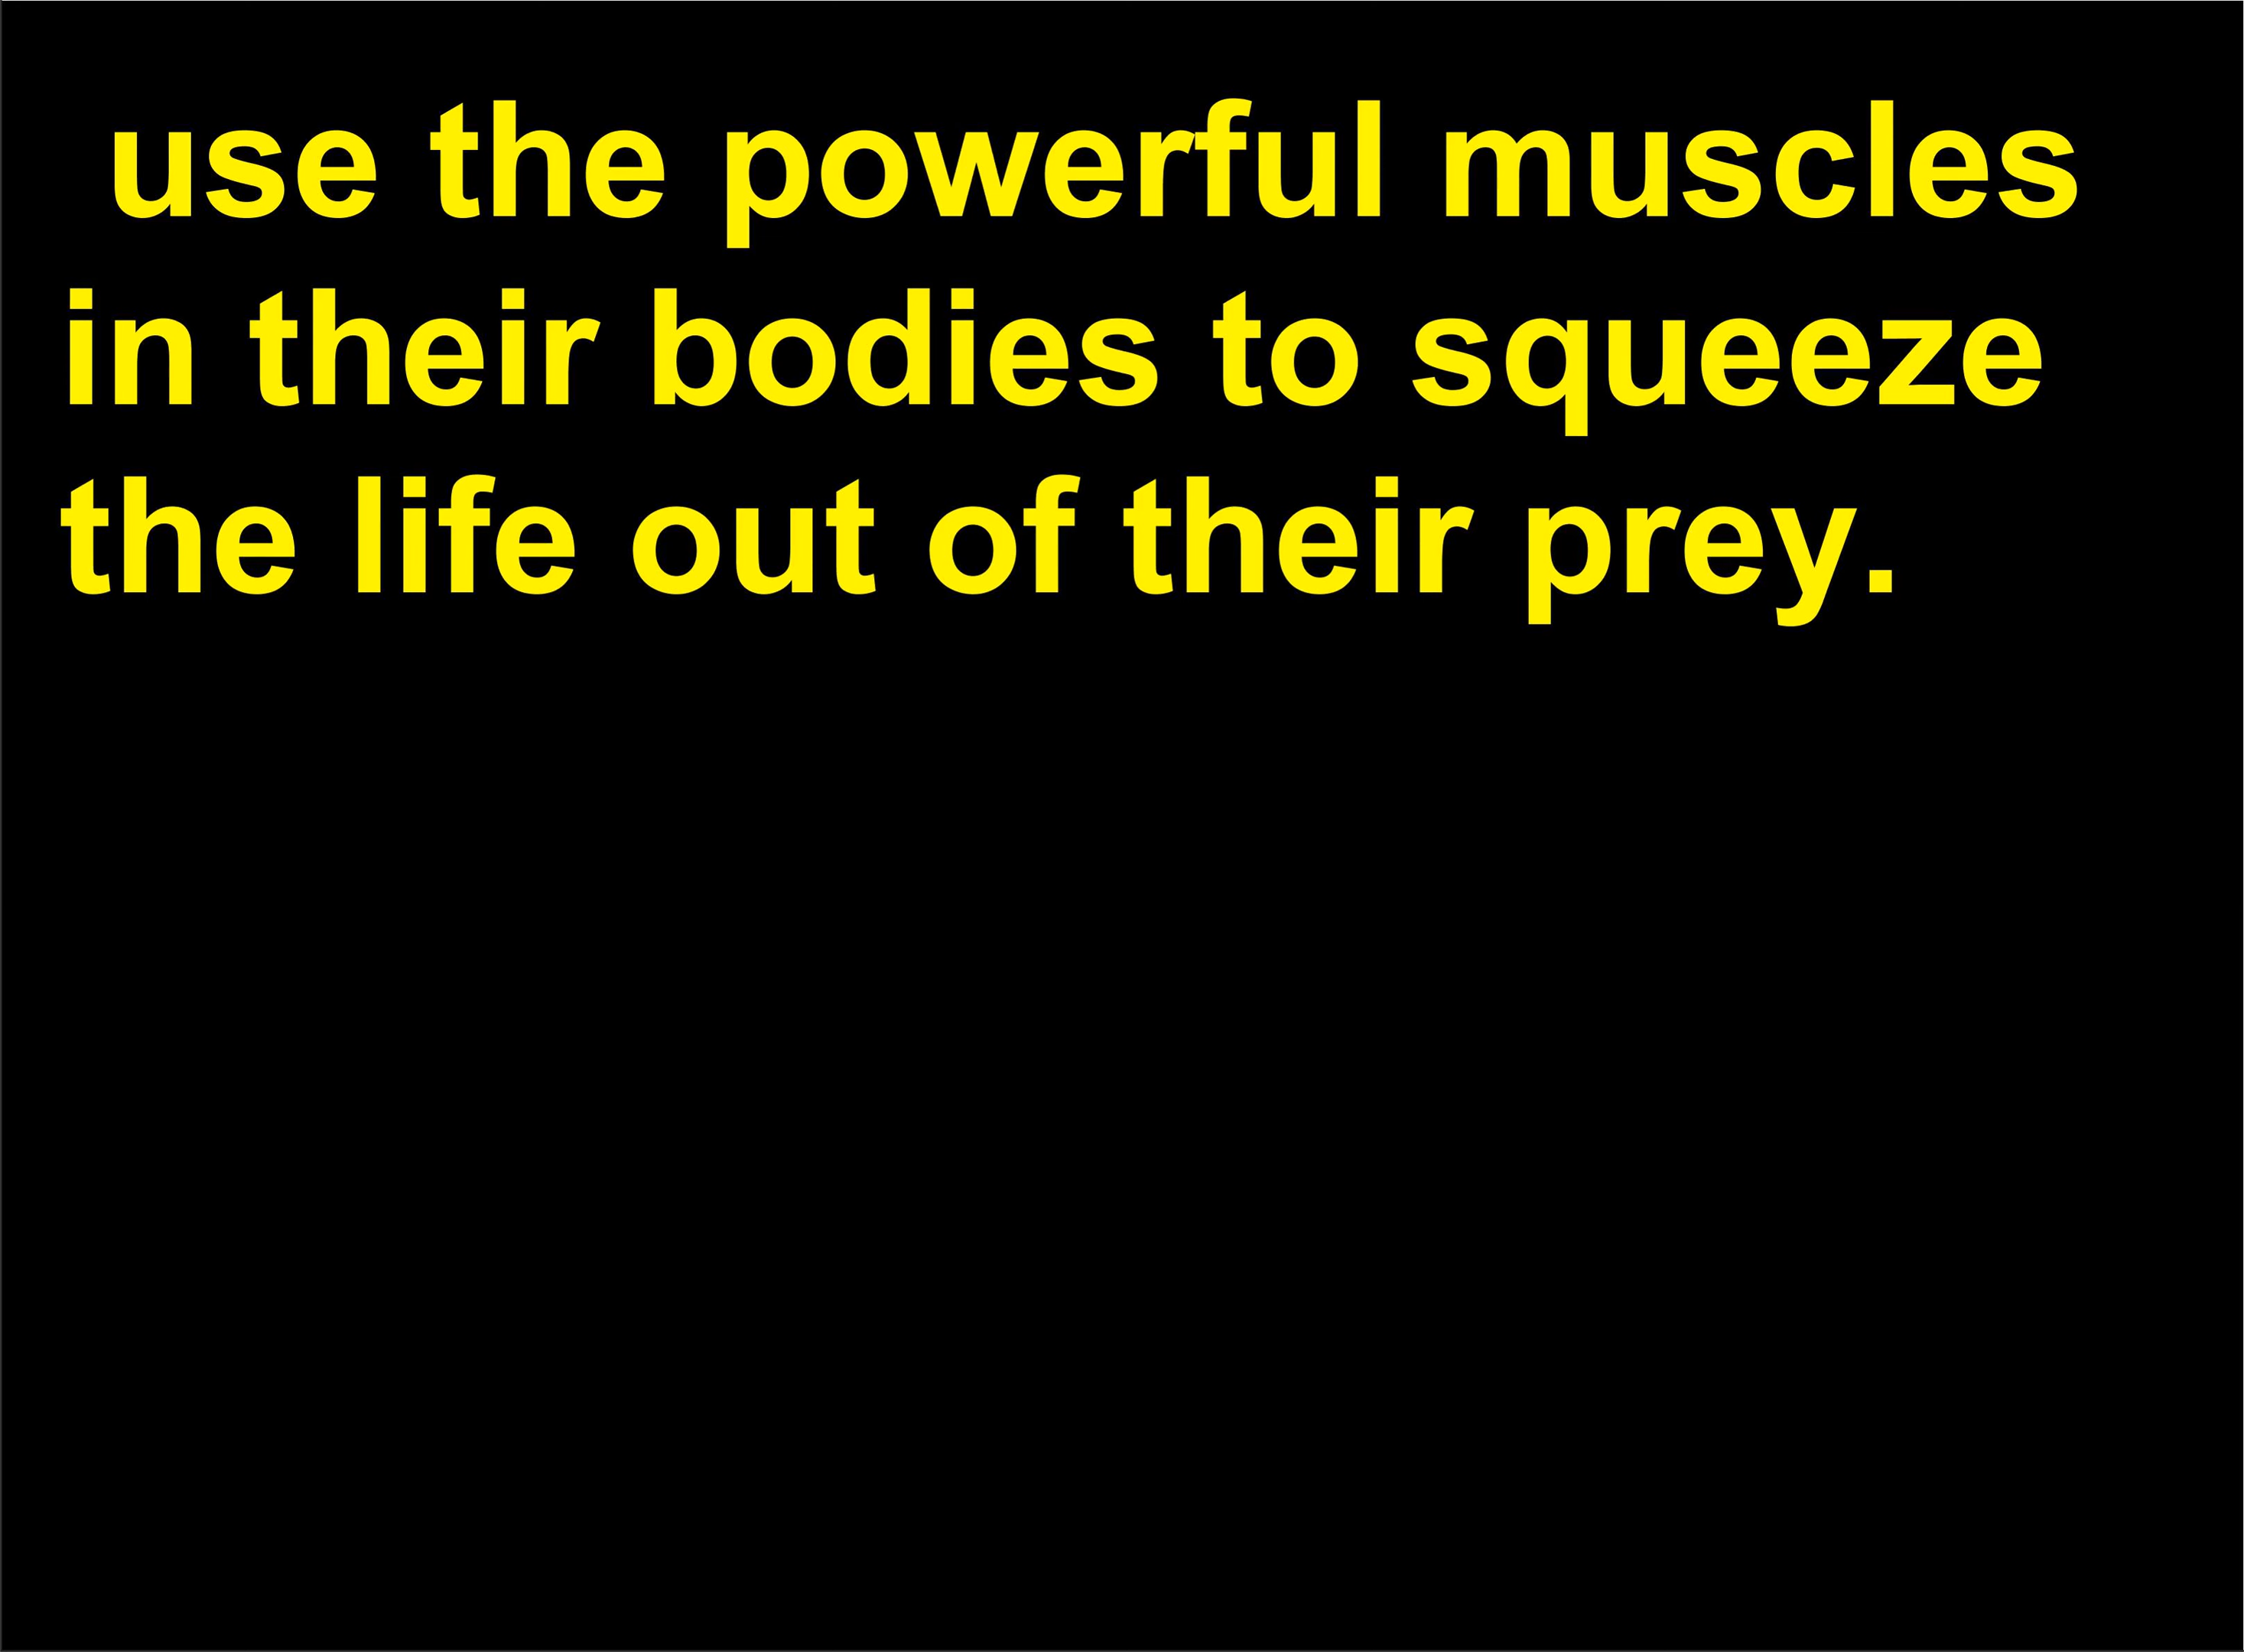 use the powerful muscles
in their bodies to squeeze
the life out of their prey.